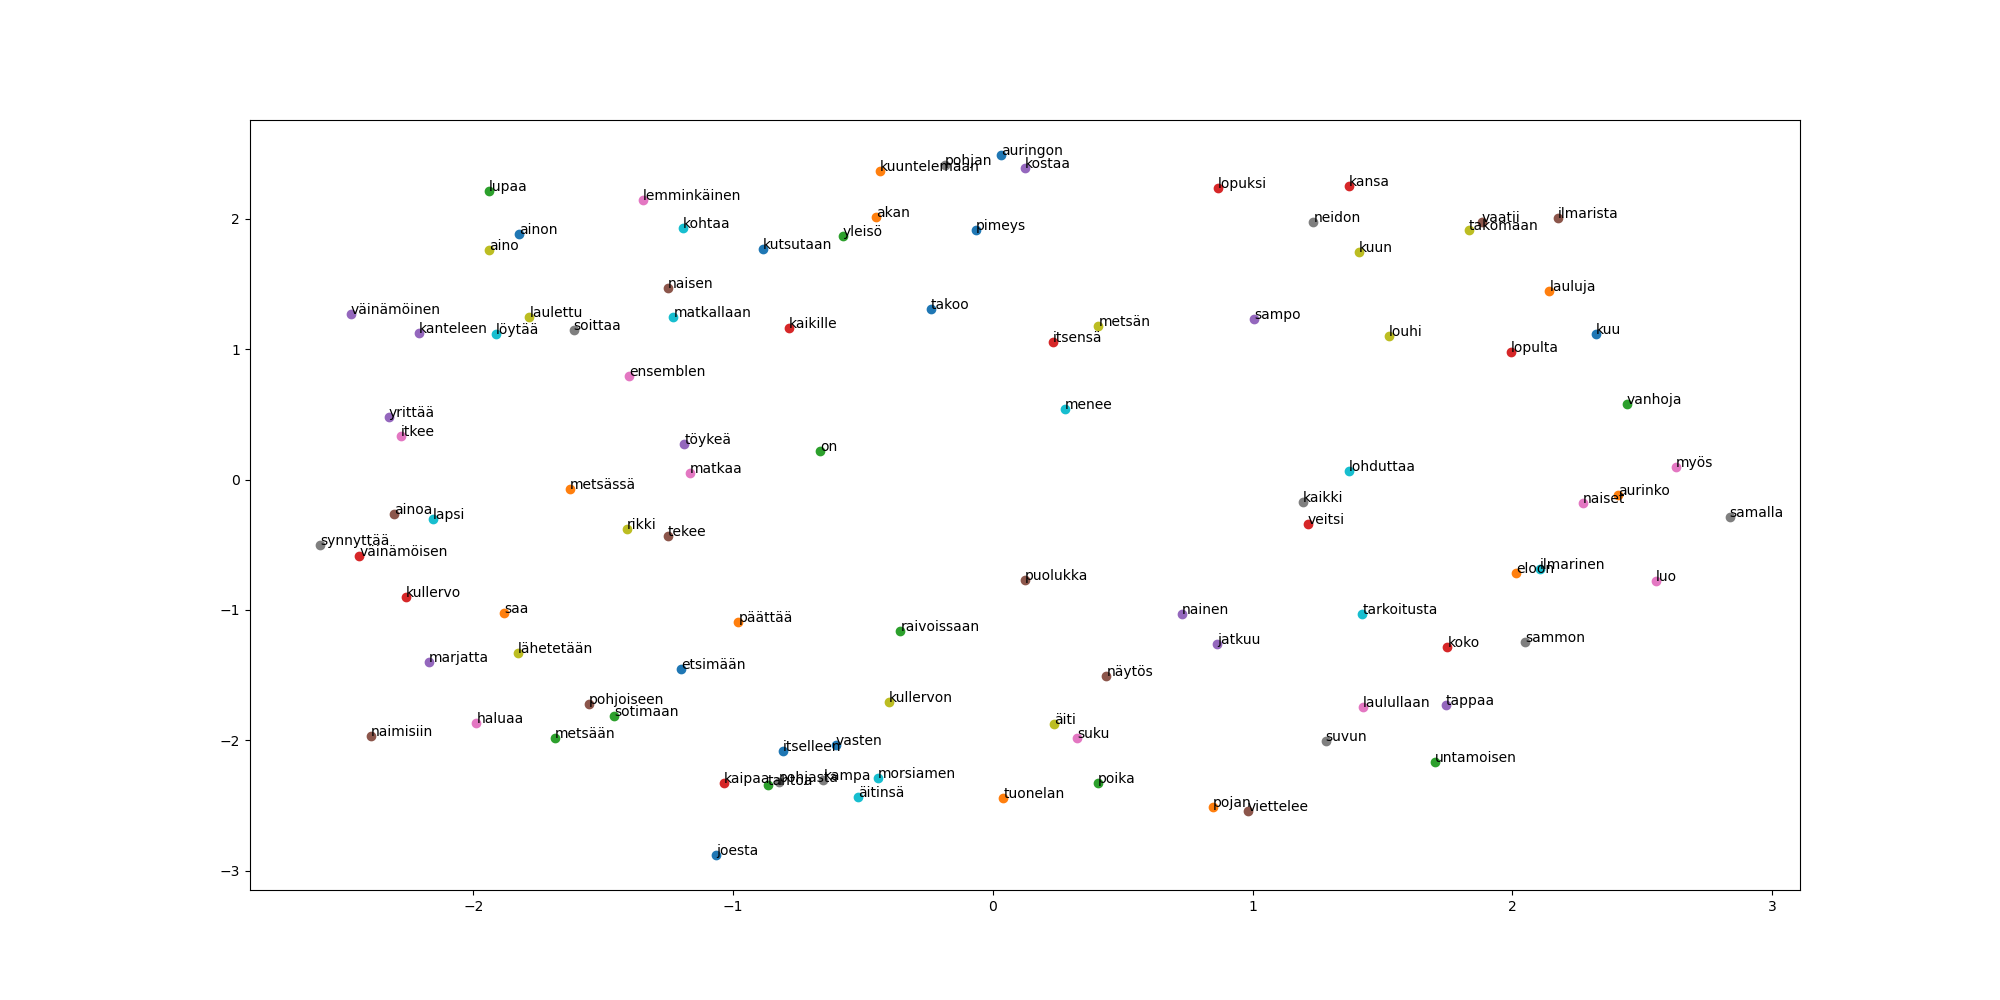 auringon
pohjan
kostaa
kuuntelemaan
lopuksi
kansa
lupaa
lemminkäinen
akan
neidon
vaatii
ilmarista
takomaan
kohtaa
pimeys
ainon
yleisö
kutsutaan
aino
kuun
naisen
lauluja
takoo
väinämöinen
laulettu
matkallaan
sampo
metsän
kanteleen
löytää
soittaa
kaikille
itsensä
louhi
kuu
lopulta
ensemblen
menee
vanhoja
yrittää
itkee
töykeä
on
matkaa
lohduttaa
myös
metsässä
kaikki
aurinko
naiset
ainoa
lapsi
rikki
tekee
veitsi
samalla
synnyttää
väinämöisen
eloon
ilmarinen
puolukka
luo
kullervo
saa
päättää
nainen
tarkoitusta
raivoissaan
jatkuu
koko
sammon
marjatta
lähetetään
etsimään
näytös
pohjoiseen
sotimaan
kullervon
laulullaan
tappaa
haluaa
äiti
naimisiin
metsään
itselleen
vasten
suku
suvun
untamoisen
kaipaa
tahtoa
pohjasta
kampa
morsiamen
poika
äitinsä
tuonelan
pojan
viettelee
joesta
2
1
0
−1
−2
−3
−2
−1
0
1
2
3